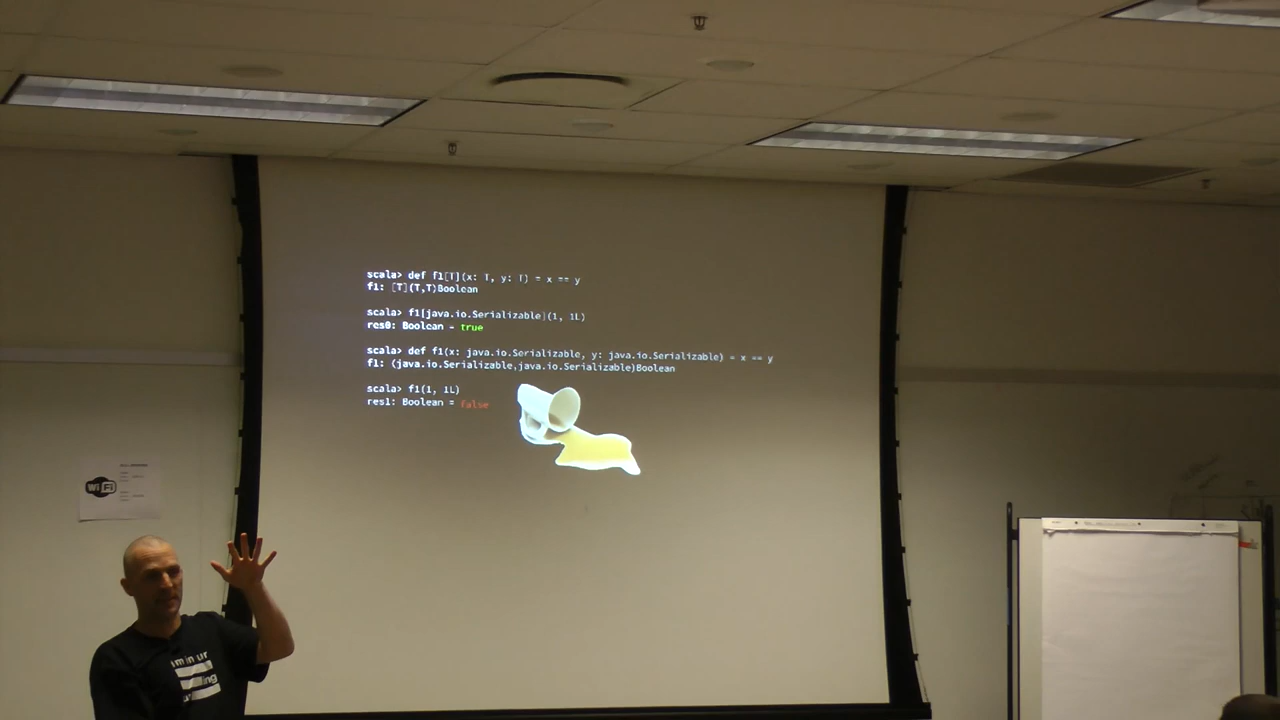 scala> def f1[T](x: T, y: T) = x == y
f1: [T](T,T)Boolean
scala> f1[java.io.Serializable](1, 1L)
res0: Boolean = true
scala> def f1(x: java.io.Serializable, y: java.io.Serializable) = x == y
f1: (java.io.Serializable,java.io.Serializable)Boolean
scala> f1(1, 1L)
res1: Boolean = false
Wi Fi